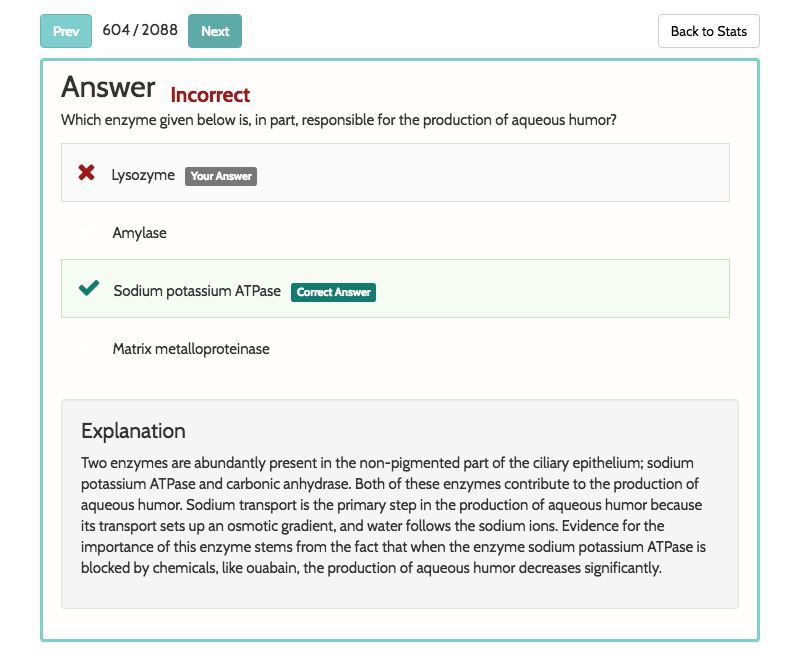 Prev 604 / 2088 Next Back to Stats
Answer Incorrect
Which enzyme given below is, in part, responsible for the production of aqueous humor?
Lysozyme Your Answer
Amylase
Sodium potassium ATPase Correct Answer
Matrix metalloproteinase
Explanation
Two enzymes are abundantly present in the non-pigmented part of the ciliary epithelium; sodium
potassium ATPase and carbonic anhydrase. Both of these enzymes contribute to the production of
aqueous humor. Sodium transport is the primary step in the production of aqueous humor because
its transport sets up an osmotic gradient, and water follows the sodium ions. Evidence for the
importance of this enzyme stems from the fact that when the enzyme sodium potassium ATPase is
blocked by chemicals, like ouabain, the production of aqueous humor decreases significantly.